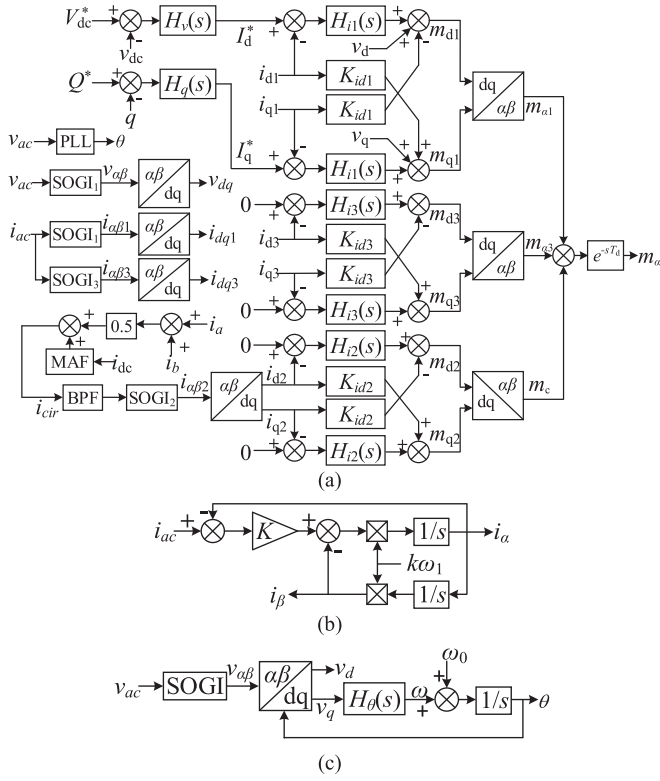 V*dc + - vdc Hv(s) I*d + - Hi1(s) + + - md1
vd
Q* + - q Hq(s) id1 Kid1 dq αβ mα1
iq1 Kid1
vac PLL θ vq
I*q + - Hi1(s) + + + mq1
vac SOGI1 vαβ αβ dq vdq
0 + - Hi3(s) + - md3
iac SOGI1 iαβ1 αβ dq idq1 id3 Kid3 dq αβ mα3 e-sTd mα
SOGI3 iαβ3 αβ dq idq3 iq3 Kid3
0 + - Hi3(s) + + mq3
+ + 0.5 + + ia
MAF idc ib
0 + - Hi2(s) + - md2
icir BPF SOGI2 iαβ2 αβ dq id2 Kid2 αβ dq mc
iq2 Kid2
0 + - Hi2(s) + + mq2
(a)
iac + - K + - 1/s iα
kω1
iβ 1/s
(b)
ω0
vac SOGI vαβ αβ dq vd
vq Hθ(s) ω + + 1/s θ
(c)